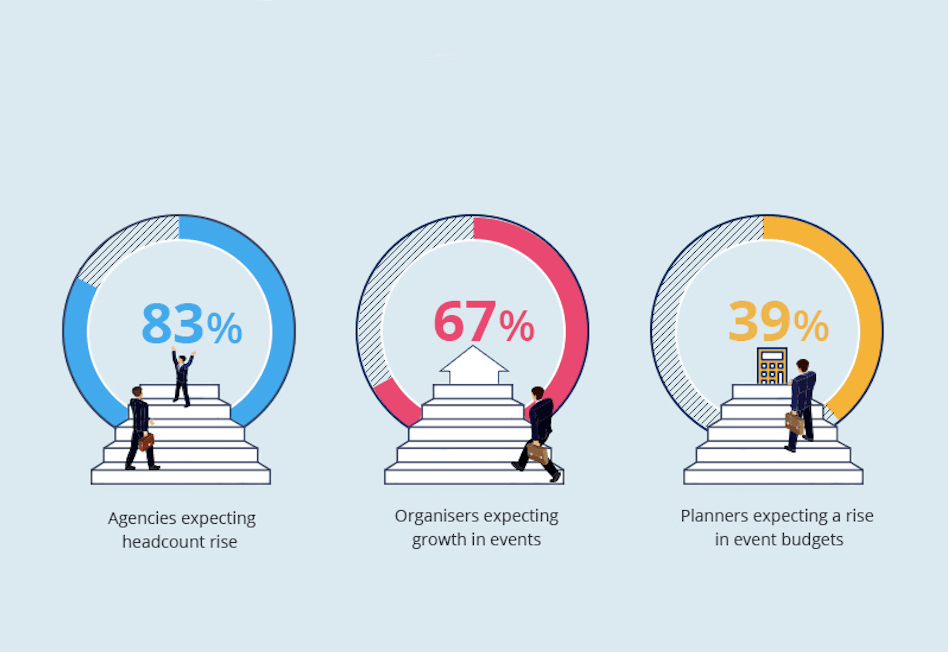 83%
Agencies expecting
headcount rise
67%
Organisers expecting
growth in events
39%
Planners expecting a rise
in event budgets